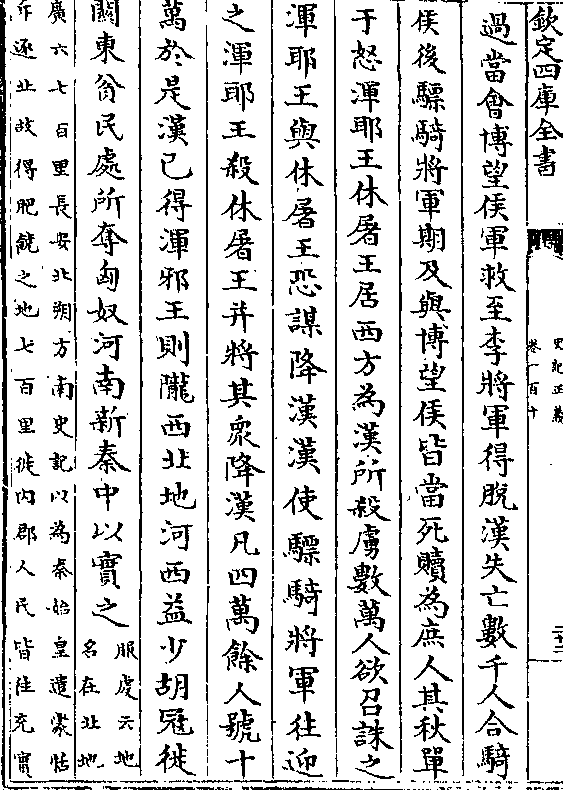 欽定四庫全書
史記正義
卷一百十
過當會博望侯軍救至李將軍得脫漢失亡數千人合騎
侯後驃騎將軍期及與博望侯皆當死贖為庶人其秋單
于怒渾耶王休屠王居西方為漢所殺虜數萬人欲召誅之
渾耶王與休屠王恐謀降漢漢使驃騎將軍往迎
之渾耶王殺休屠王并將其衆降漢凡四萬餘人號十
萬於是漢已得渾邪王則隴西北地河西益少胡冦徙
關東貧民處所奪匈奴河南新秦中以實之
服虔云地
名在北地
廣六七百里長安北朔方南史記以為秦始皇遣蒙恬
斥逐北故得肥饒之地七百里徙内郡人民皆往充實